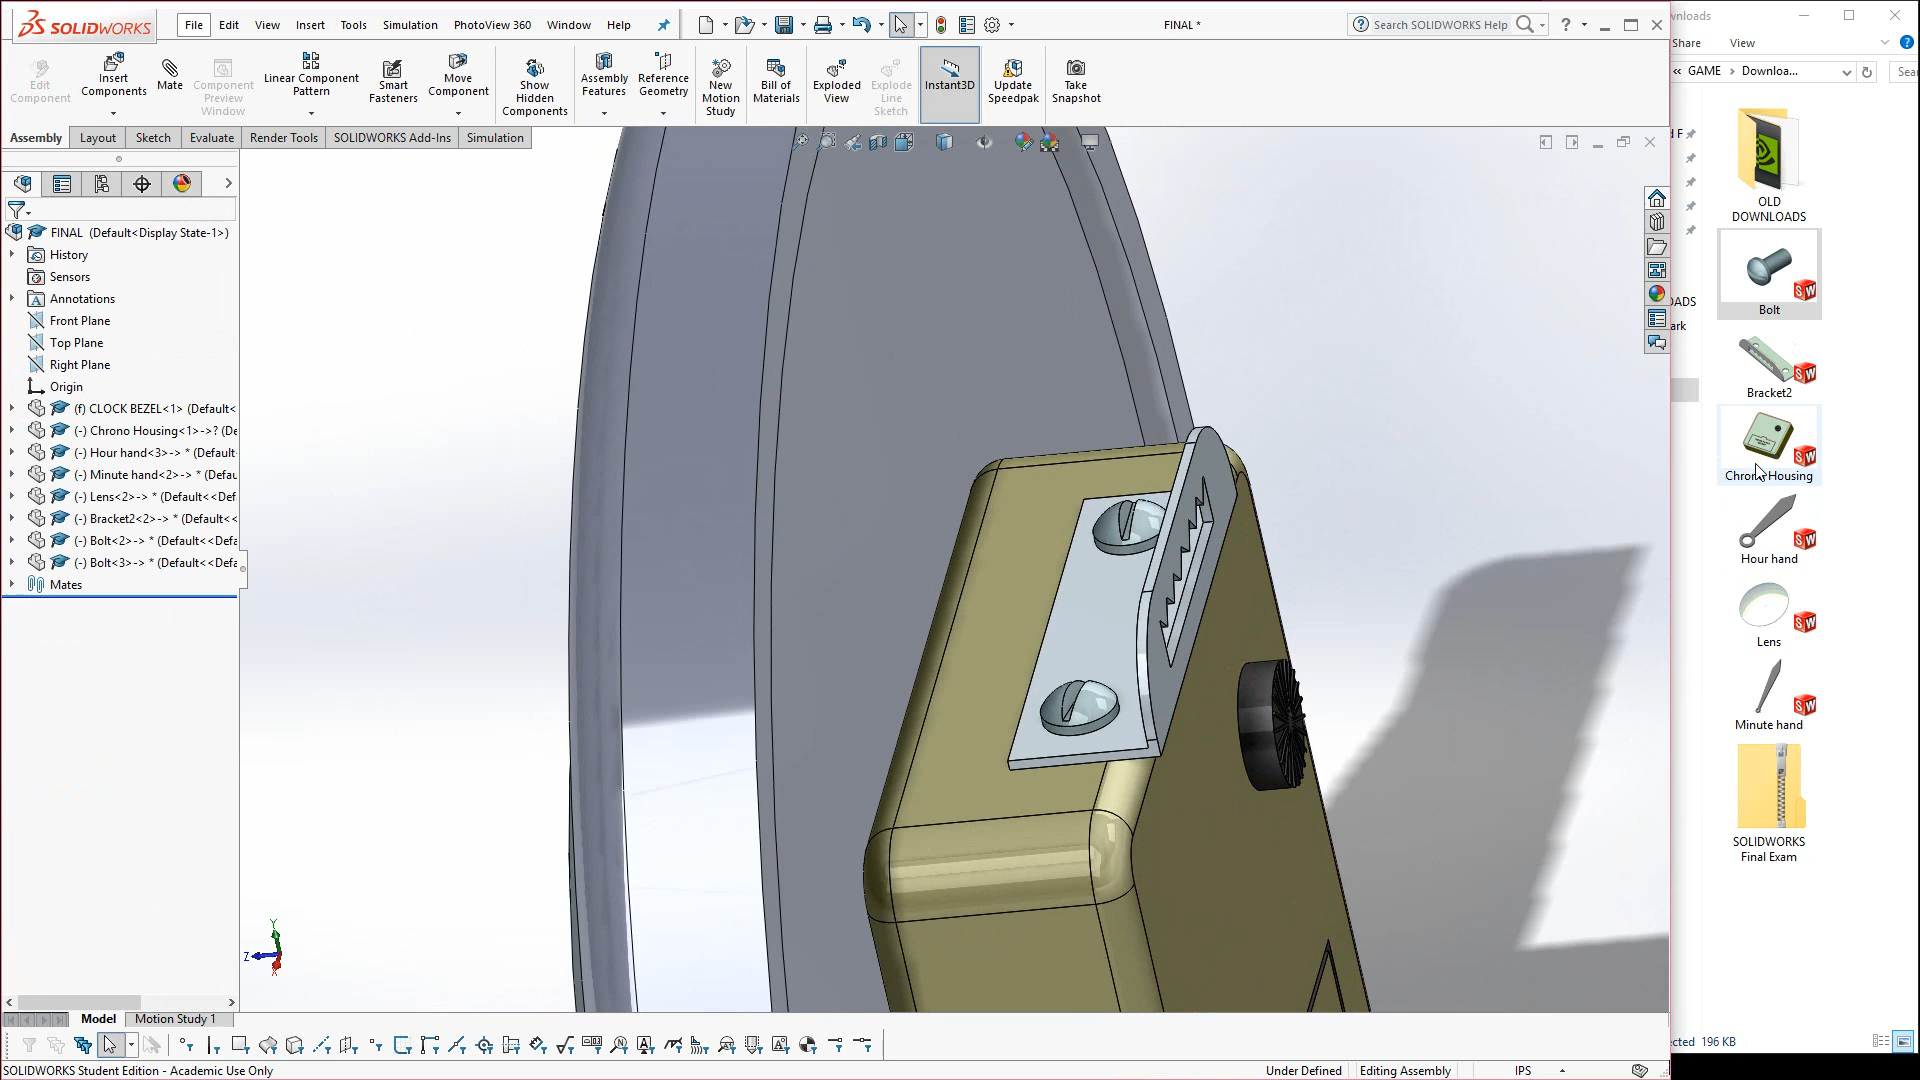 SOLIDWORKS
File Edit View Insert Tools Simulation PhotoView 360 Window Help
FINAL *
Search SOLIDWORKS Help
wnloads
Share View
« GAME > Downloa...
Sear
Edit Component
Insert Components
Mate
Component Preview Window
Linear Component Pattern
Smart Fasteners
Move Component
Show Hidden Components
Assembly Features
Reference Geometry
New Motion Study
Bill of Materials
Exploded View
Explode Line Sketch
Instant3D
Update Speedpak
Take Snapshot
Assembly Layout Sketch Evaluate Render Tools SOLIDWORKS Add-Ins Simulation
FINAL (Default<Display State-1>)
History
Sensors
Annotations
Front Plane
Top Plane
Right Plane
Origin
(f) CLOCK BEZEL<1> (Default<
(-) Chrono Housing<1>->? (De
(-) Hour hand<3>-> * (Default
(-) Minute hand<2>-> * (Defau
(-) Lens<2>-> * (Default<<Def
(-) Bracket2<2>-> * (Default<<
(-) Bolt<2>-> * (Default<<Defa
(-) Bolt<3>-> * (Default<<Defa
Mates
OLD DOWNLOADS
Bolt
Bracket2
Chrono Housing
Hour hand
Lens
Minute hand
SOLIDWORKS Final Exam
d F
OADS
ark
Y
Z
X
Model Motion Study 1
SOLIDWORKS Student Edition - Academic Use Only
Under Defined Editing Assembly IPS
ected 196 KB